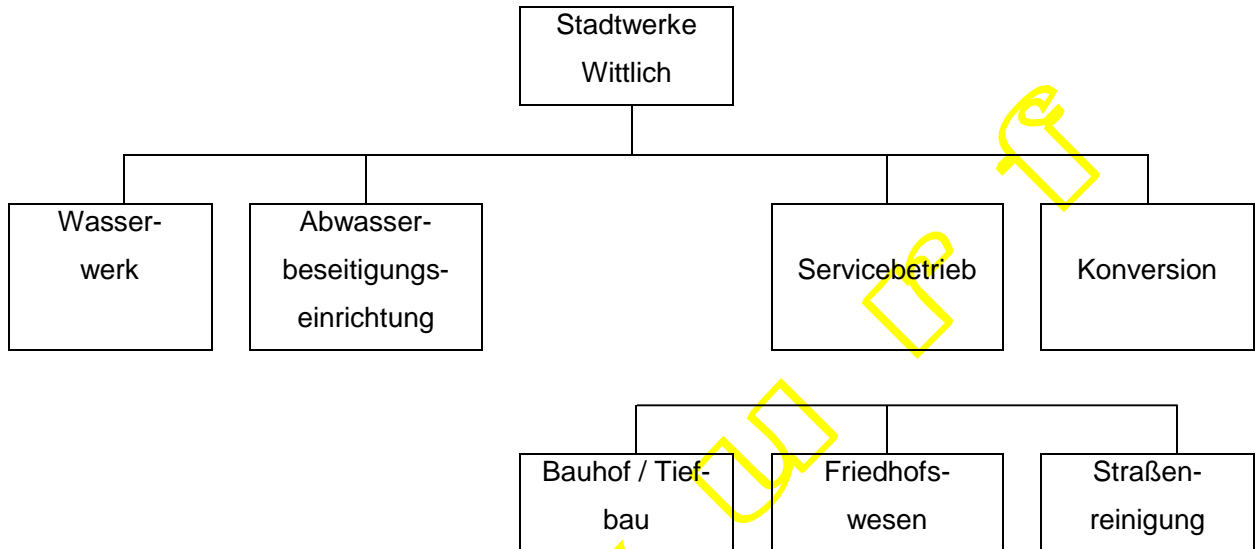 Stadtwerke
Wittlich
Wasser-
werk
Abwasser-
beseitigungs-
einrichtung
Servicebetrieb
Konversion
Bauhof / Tief-
bau
Friedhofs-
wesen
Straßen-
reinigung
u r f